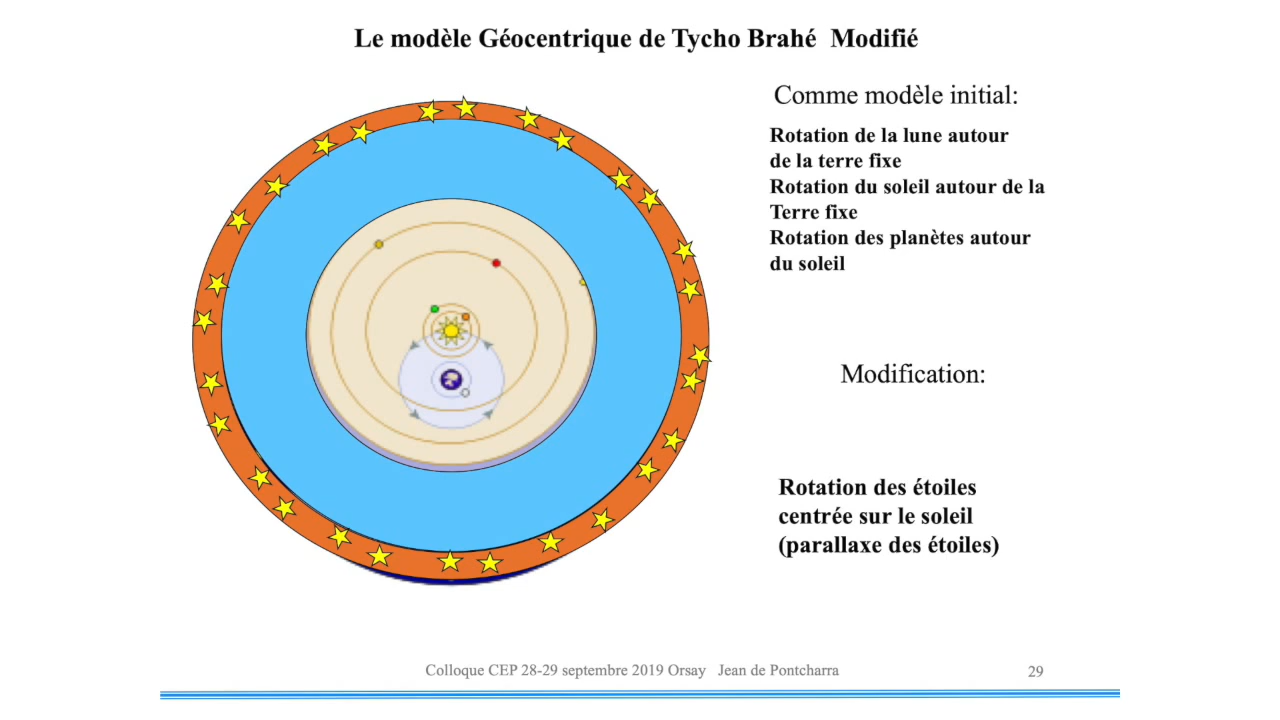 Le modèle Géocentrique de Tycho Brahé  Modifié
Comme modèle initial:
Rotation de la lune autour
de la terre fixe
Rotation du soleil autour de la
Terre fixe
Rotation des planètes autour
du soleil
Modification:
Rotation des étoiles
centrée sur le soleil
(parallaxe des étoiles)
Colloque CEP 28-29 septembre 2019 Orsay   Jean de Pontcharra
29